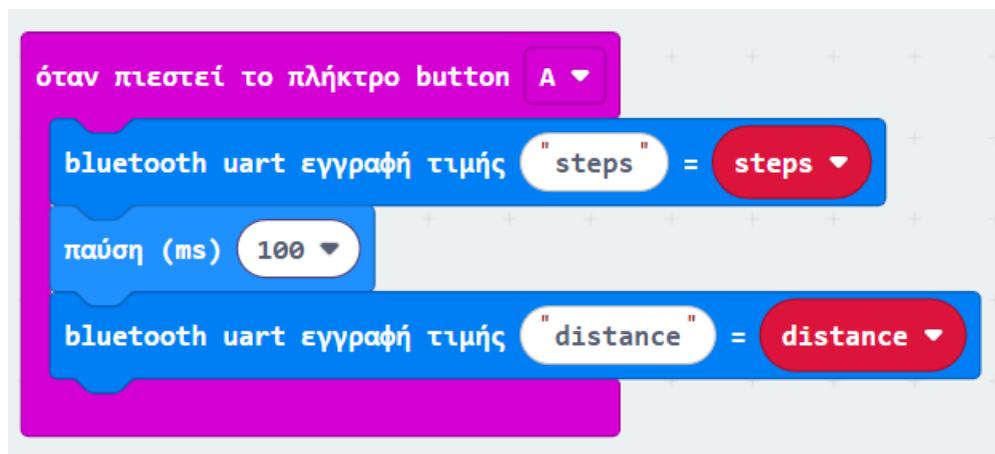 όταν πιεστεί το πλήκτρο button A
bluetooth uart εγγραφή τιμής "steps" = steps
παύση (ms) 100
bluetooth uart εγγραφή τιμής "distance" = distance